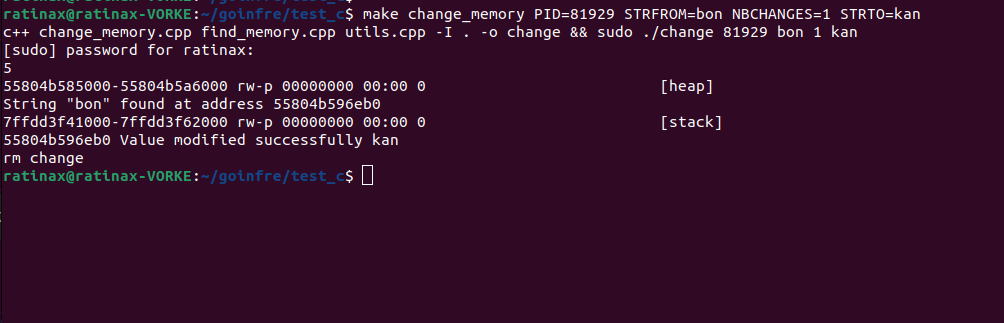 ratinax@ratinax-VORKE:~/goinfre/test_c$ make change_memory PID=81929 STRFROM=bon NBCHANGES=1 STRTO=kan
c++ change_memory.cpp find_memory.cpp utils.cpp -I . -o change && sudo ./change 81929 bon 1 kan
[sudo] password for ratinax:
5
55804b585000-55804b5a6000 rw-p 00000000 00:00 0 [heap]
String "bon" found at address 55804b596eb0
7ffdd3f41000-7ffdd3f62000 rw-p 00000000 00:00 0 [stack]
55804b596eb0 Value modified successfully kan
rm change
ratinax@ratinax-VORKE:~/goinfre/test_c$